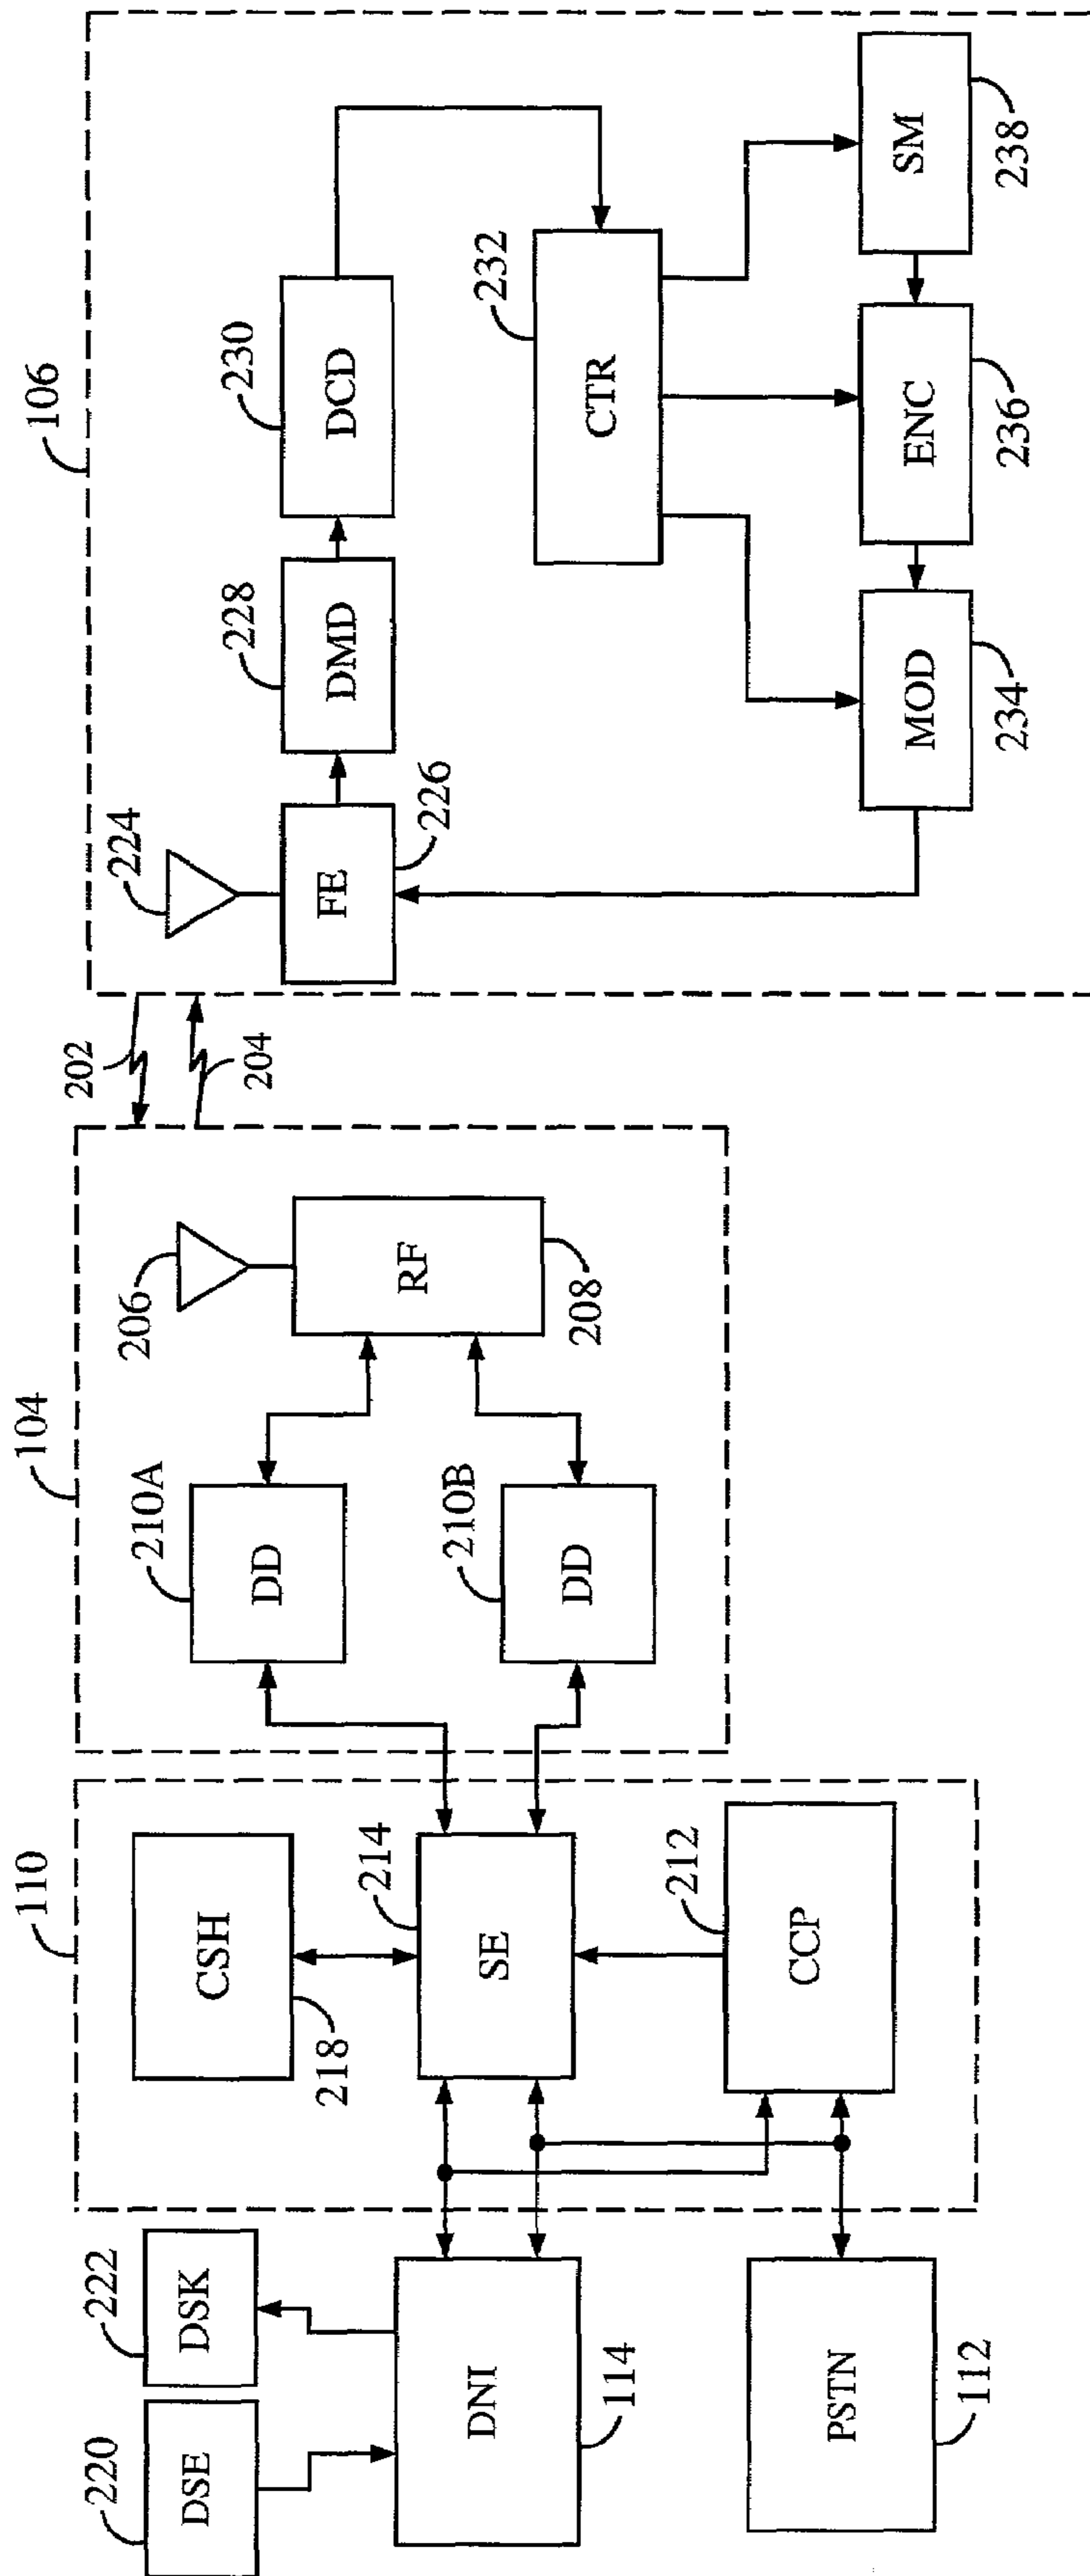 220
DSE
222
DSK
DNI
114
PSTN
112
110
CSH
218
214
SE
212
CCP
104
210A
DD
210B
DD
206
RF
208
202
204
106
224
FE
226
228
DMD
230
DCD
232
CTR
MOD
234
ENC
236
SM
238